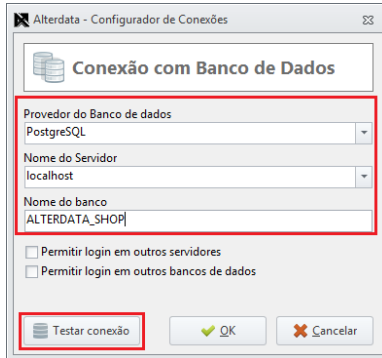 Alterdata - Configurador de Conexões
Conexão com Banco de Dados
Provedor do Banco de dados
PostgreSQL
Nome do Servidor
localhost
Nome do banco
ALTERDATA_SHOP
Permitir login em outros servidores
Permitir login em outros bancos de dados
Testar conexão
OK
Cancelar